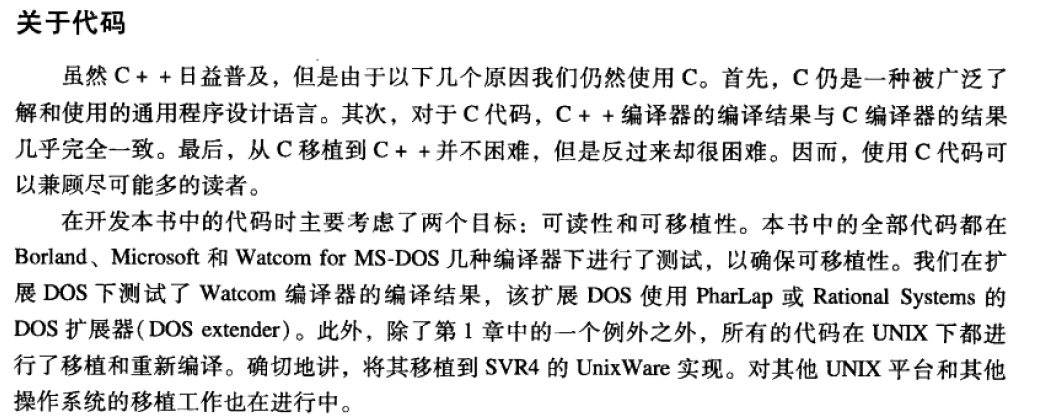 关于代码
虽然 C++日益普及，但是由于以下几个原因我们仍然使用 C。首先，C 仍是一种被广泛了
解和使用的通用程序设计语言。其次，对于 C 代码，C++编译器的编译结果与 C 编译器的结果
几乎完全一致。最后，从 C 移植到 C++并不困难，但是反过来却很困难。因而，使用 C 代码可
以兼顾尽可能多的读者。
在开发本书中的代码时主要考虑了两个目标：可读性和可移植性。本书中的全部代码都在
Borland、Microsoft 和 Watcom for MS-DOS 几种编译器下进行了测试，以确保可移植性。我们在扩
展 DOS 下测试了 Watcom 编译器的编译结果，该扩展 DOS 使用 PharLap 或 Rational Systems 的
DOS 扩展器(DOS extender)。此外，除了第 1 章中的一个例外之外，所有的代码在 UNIX 下都进
行了移植和重新编译。确切地讲，将其移植到 SVR4 的 UnixWare 实现。对其他 UNIX 平台和其他
操作系统的移植工作也在进行中。